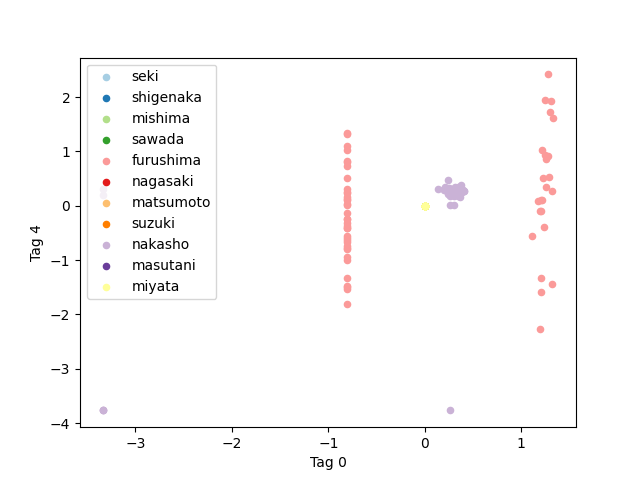 seki
shigenaka
mishima
sawada
furushima
nagasaki
matsumoto
suzuki
nakasho
masutani
miyata
2
1
0
−1
−2
−3
−4
Tag 4
−3 −2 −1 0 1
Tag 0